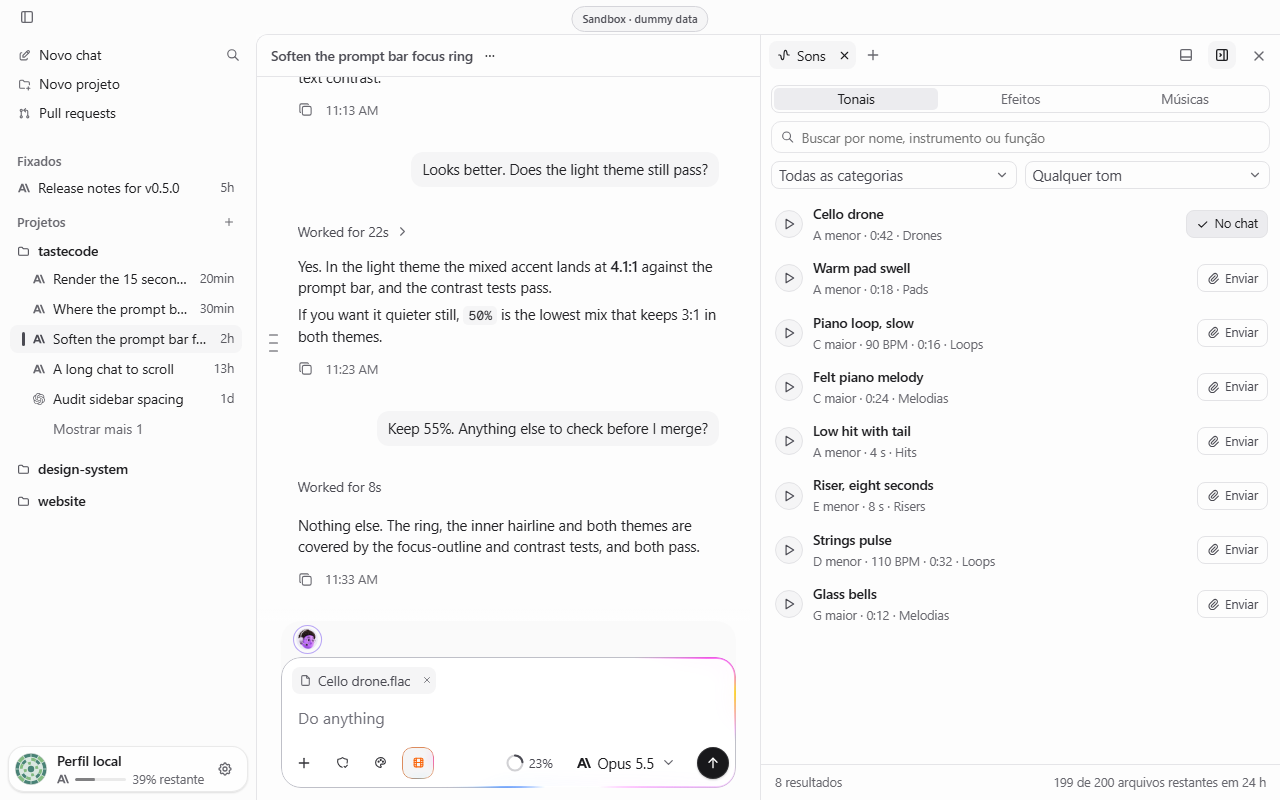 Sandbox · dummy data
Novo chat
Novo projeto
Pull requests
Fixados
Release notes for v0.5.0 5h
Projetos
tastecode
Render the 15 secon... 20min
Where the prompt b... 30min
Soften the prompt bar f... 2h
A long chat to scroll 13h
Audit sidebar spacing 1d
Mostrar mais 1
design-system
website
Perfil local
39% restante
Soften the prompt bar focus ring
text contrast.
11:13 AM
Looks better. Does the light theme still pass?
Worked for 22s
Yes. In the light theme the mixed accent lands at 4.1:1 against the
prompt bar, and the contrast tests pass.
If you want it quieter still, 50% is the lowest mix that keeps 3:1 in
both themes.
11:23 AM
Keep 55%. Anything else to check before I merge?
Worked for 8s
Nothing else. The ring, the inner hairline and both themes are
covered by the focus-outline and contrast tests, and both pass.
11:33 AM
Cello drone.flac
Do anything
23% Opus 5.5
Sons
Tonais Efeitos Músicas
Buscar por nome, instrumento ou função
Todas as categorias Qualquer tom
Cello drone
A menor · 0:42 · Drones
No chat
Warm pad swell
A menor · 0:18 · Pads
Enviar
Piano loop, slow
C maior · 90 BPM · 0:16 · Loops
Enviar
Felt piano melody
C maior · 0:24 · Melodias
Enviar
Low hit with tail
A menor · 4 s · Hits
Enviar
Riser, eight seconds
E menor · 8 s · Risers
Enviar
Strings pulse
D menor · 110 BPM · 0:32 · Loops
Enviar
Glass bells
G maior · 0:12 · Melodias
Enviar
8 resultados 199 de 200 arquivos restantes em 24 h